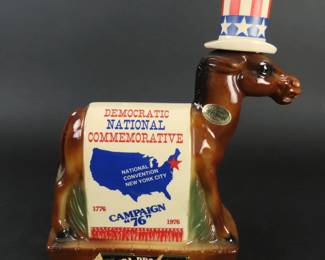 DEMOCRATIC
NATIONAL
COMMEMORATIVE
NATIONAL
CONVENTION
NEW YORK CITY
1776
1976
CAMPAIGN
"76"